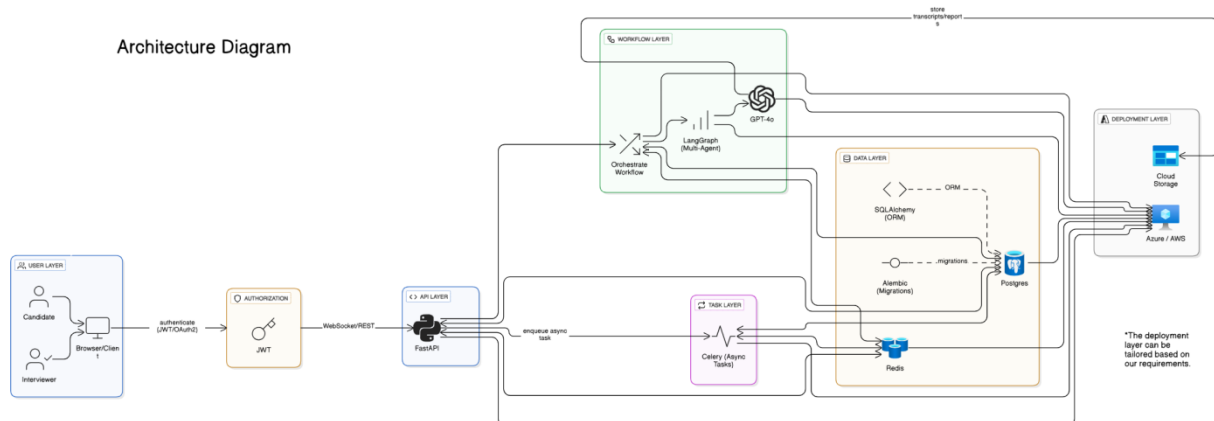 Architecture Diagram
store
transcripts/report
s
WORKFLOW LAYER
GPT-4o
LangGraph
(Multi-Agent)
Orchestrate
Workflow
DEPLOYMENT LAYER
Cloud
Storage
Azure / AWS
DATA LAYER
ORM
SQLAlchemy
(ORM)
migrations
Alembic
(Migrations)
Postgres
Redis
USER LAYER
Candidate
Browser/Clien
t
Interviewer
authenticate
(JWT/OAuth2)
AUTHORIZATION
JWT
WebSocket/REST
API LAYER
FastAPI
enqueue async
task
TASK LAYER
Celery (Async
Tasks)
*The deployment
layer can be
tailored based on
our requirements.